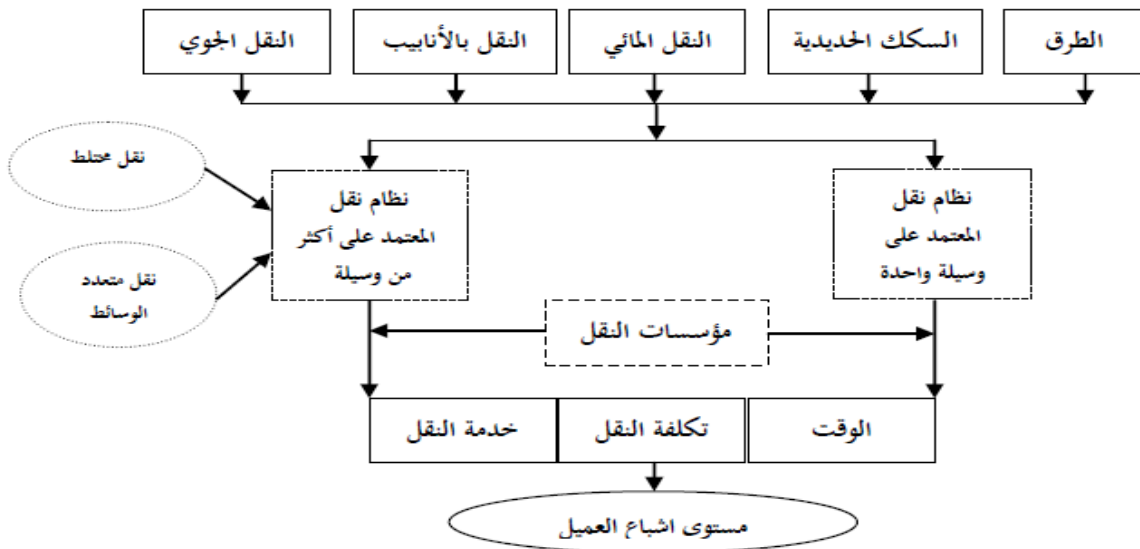 الطرق
السكك الحديدية
النقل المائي
النقل بالأنابيب
النقل الجوي
نظام نقل
المعتمد على
وسيلة واحدة
نظام نقل
المعتمد على أكثر
من وسيلة
نقل مختلط
نقل متعدد
الوسائط
مؤسسات النقل
الوقت
تكلفة النقل
خدمة النقل
مستوى اشباع العميل